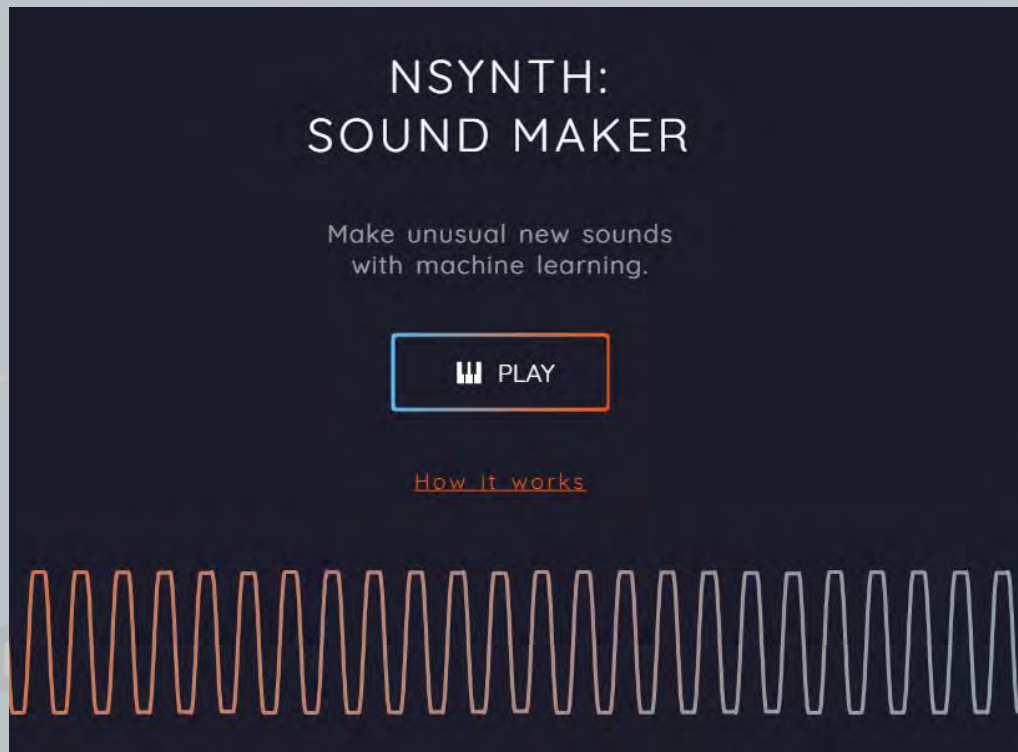 NSYNTH:
SOUND MAKER
Make unusual new sounds
with machine learning.
PLAY
How it works